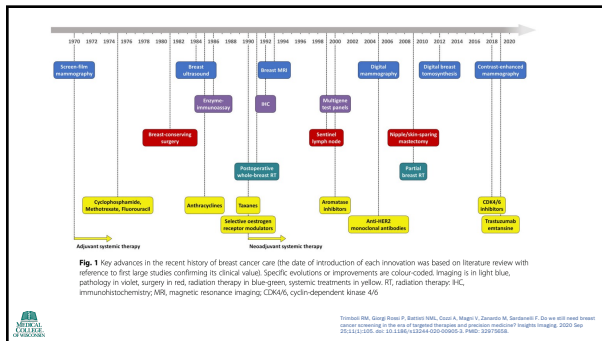 1970 1972 1974 1976 1978 1980 1982 1984 1986 1988 1990 1992 1994 1996 1998 2000 2002 2004 2006 2008 2010 2012 2014 2016 2018 2020
Screen-film
mammography
Breast
ultrasound
Breast MRI
Digital
mammography
Digital breast
tomosynthesis
Contrast-enhanced
mammography
Enzyme-
immunoassay
IHC
Multigene
test panels
Breast-conserving
surgery
Sentinel
lymph node
Nipple/skin-sparing
mastectomy
Postoperative
whole-breast RT
Partial
breast RT
Cyclophosphamide,
Methotrexate, Fluorourscil
Anthracyclines
Taxanes
Aromatase
inhibitors
CDK4/6
inhibitors
Selective oestrogen
receptor modulators
Anti-HER2
monoclonal antibodies
Trastuzumab
emtansine
Adjuvant systemic therapy
Neoadjuvant systemic therapy
Fig. 1 Key advances in the recent history of breast cancer care (the date of introduction of each innovation was based on literature review with
reference to first large studies confirming its clinical value). Specific evolutions or improvements are colour-coded. Imaging is in light blue,
pathology in violet, surgery in red, radiation therapy in blue-green, systemic treatments in yellow. RT, radiation therapy: IHC,
immunohistochemistry; MRI, magnetic resonance imaging; CDK4/6, cyclin-dependent kinase 4/6
MEDICAL
COLLEGE
OF WISCONSIN
Trimboli RM, Giorgi Rossi P, Battisti NML, Cozzi A, Magni V, Zanardo M, Sardanelli F. Do we still need breast
cancer screening in the era of targeted therapies and precision medicine? Insights Imaging. 2020 Sep
25;11(1):105. doi: 10.1186/s13244-020-00905-3. PMID: 32975658.